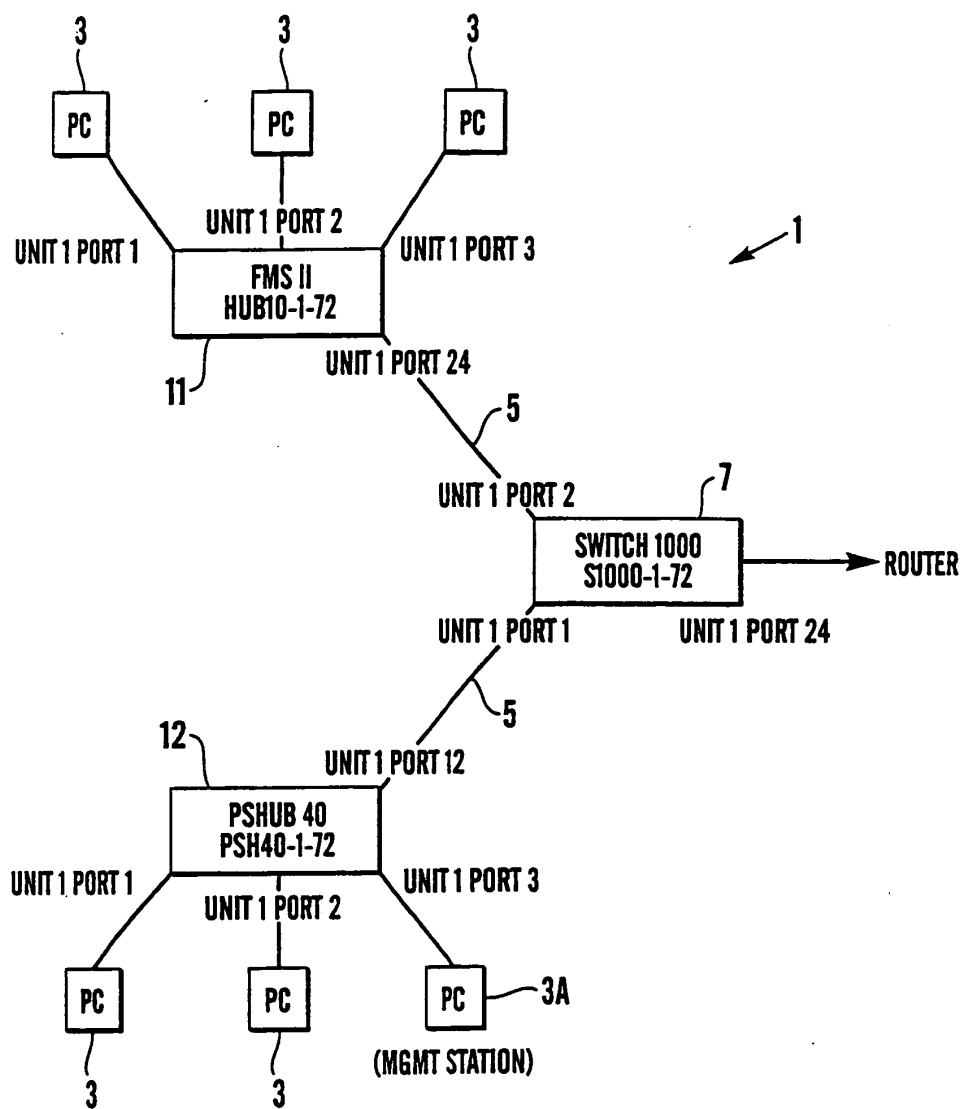 3
3
3
PC
PC
PC
UNIT 1 PORT 1
UNIT 1 PORT 2
UNIT 1 PORT 3
1
FMS II
HUB10-1-72
11
UNIT 1 PORT 24
5
UNIT 1 PORT 2
7
SWITCH 1000
S1000-1-72
ROUTER
UNIT 1 PORT 1
UNIT 1 PORT 24
5
12
UNIT 1 PORT 12
PSHUB 40
PSH40-1-72
UNIT 1 PORT 1
UNIT 1 PORT 2
UNIT 1 PORT 3
PC
PC
PC
3A
(MGMT STATION)
3
3